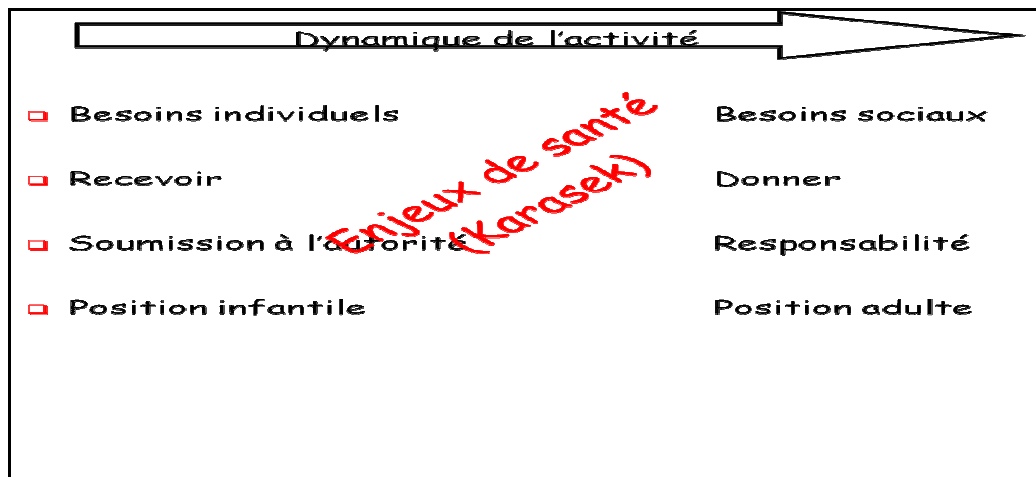 Dynamique de l'activité
Besoins individuels
Besoins sociaux
Recevoir
Donner
Soumission à l'autorité
Responsabilité
Position infantile
Position adulte
Enjeux de santé
(Karasek)